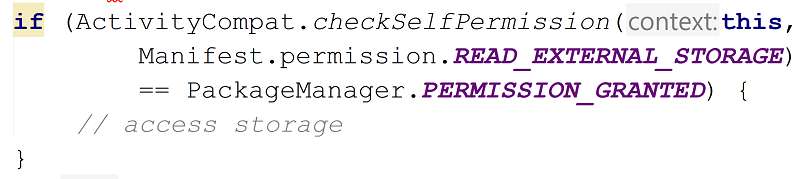 if (ActivityCompat.checkSelfPermission(context:this,
Manifest.permission.READ_EXTERNAL_STORAGE)
== PackageManager.PERMISSION_GRANTED) {
// access storage
}